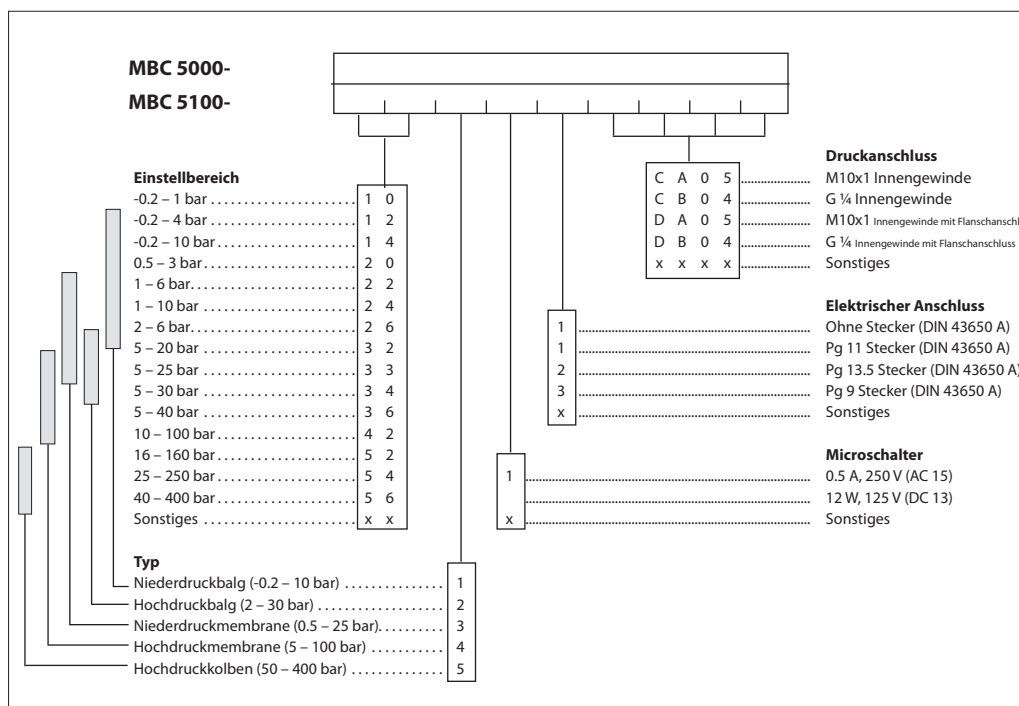 MBC 5000-
MBC 5100-
Einstellbereich
-0.2 – 1 bar ..................... 1 0
-0.2 – 4 bar ..................... 1 2
-0.2 – 10 bar .................... 1 4
0.5 – 3 bar ...................... 2 0
1 – 6 bar......................... 2 2
1 – 10 bar ....................... 2 4
2 – 6 bar......................... 2 6
5 – 20 bar ....................... 3 2
5 – 25 bar ....................... 3 3
5 – 30 bar ....................... 3 4
5 – 40 bar ....................... 3 6
10 – 100 bar ..................... 4 2
16 – 160 bar ..................... 5 2
25 – 250 bar ..................... 5 4
40 – 400 bar ..................... 5 6
Sonstiges ........................ x x
Typ
Niederdruckbalg (-0.2 – 10 bar) ............... 1
Hochdruckbalg (2 – 30 bar) ................... 2
Niederdruckmembrane (0.5 – 25 bar).......... 3
Hochdruckmembrane (5 – 100 bar) ............ 4
Hochdruckkolben (50 – 400 bar) .............. 5
Druckanschluss
C A 0 5 .................... M10x1 Innengewinde
C B 0 4 .................... G ¼ Innengewinde
D A 0 5 .................... M10x1 Innengewinde mit Flanschanschl
D B 0 4 .................... G ¼ Innengewinde mit Flanschanschluss
x x x x .................... Sonstiges
Elektrischer Anschluss
1 .................... Ohne Stecker (DIN 43650 A)
1 .................... Pg 11 Stecker (DIN 43650 A)
2 .................... Pg 13.5 Stecker (DIN 43650 A)
3 .................... Pg 9 Stecker (DIN 43650 A)
x .................... Sonstiges
Microschalter
1 .................... 0.5 A, 250 V (AC 15)
.................... 12 W, 125 V (DC 13)
x .................... Sonstiges